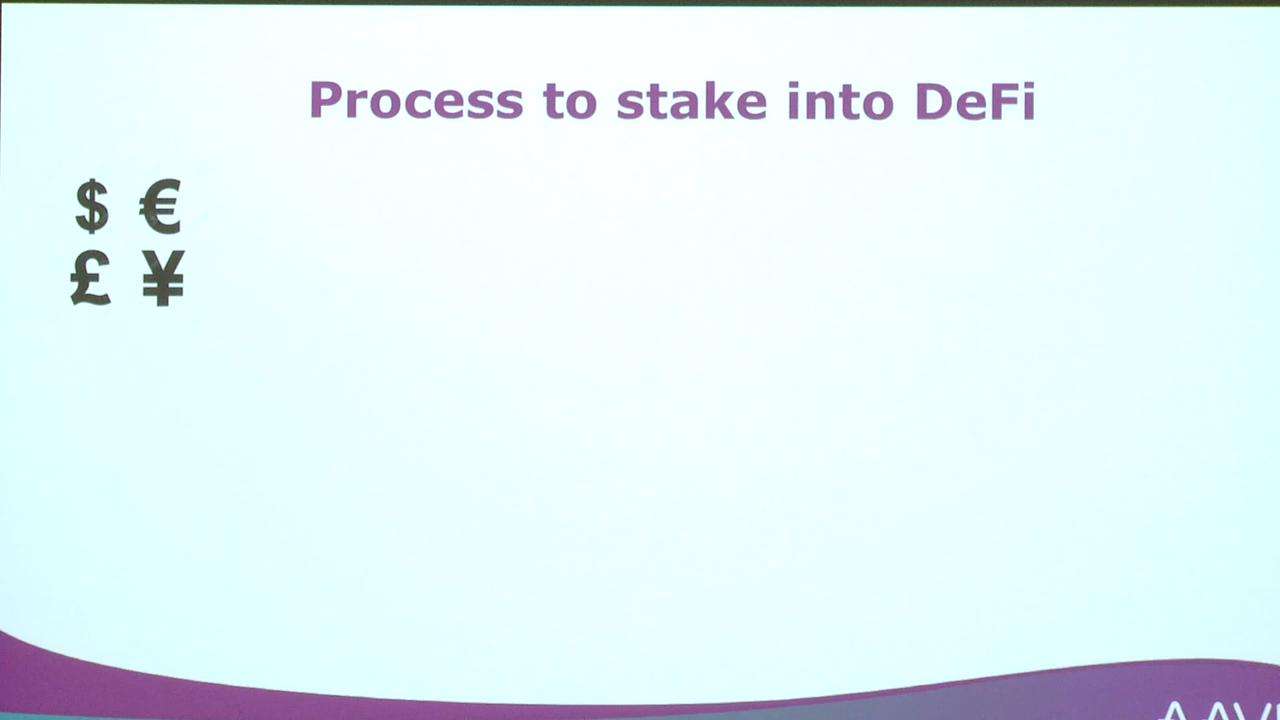 Process to stake into DeFi
$ €
£ ¥